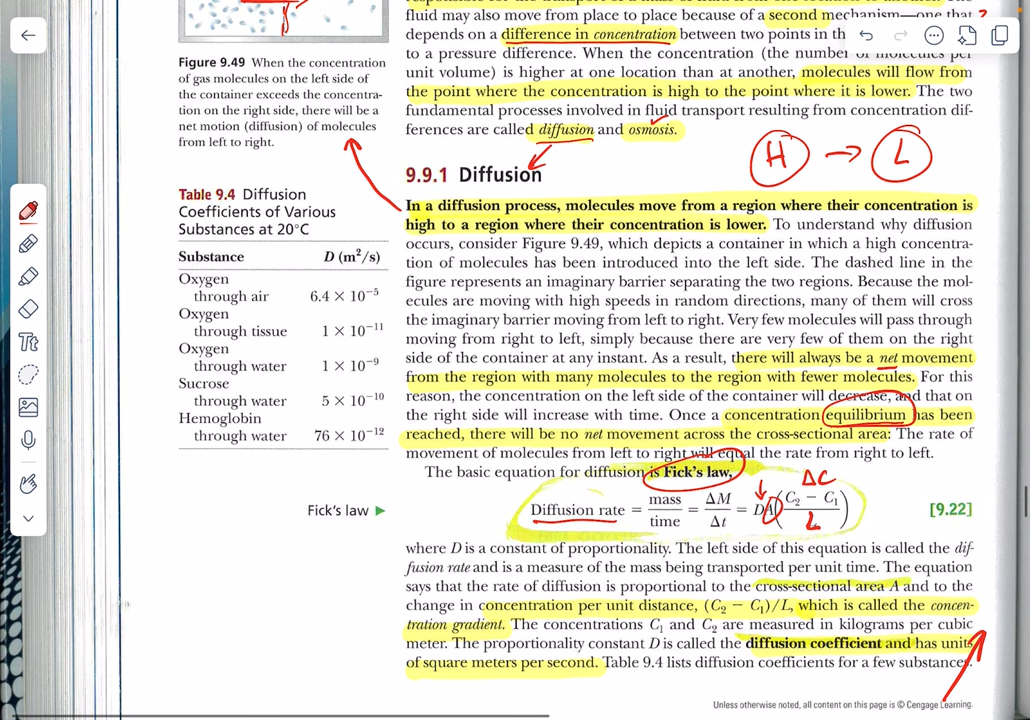 fluid may also move from place to place because of a second mechanism—one that
depends on a difference in concentration between two points in th
to a pressure difference. When the concentration (the number of molecules per
unit volume) is higher at one location than at another, molecules will flow from
the point where the concentration is high to the point where it is lower. The two
fundamental processes involved in fluid transport resulting from concentration dif-
ferences are called diffusion and osmosis.
H → L
Figure 9.49 When the concentration
of gas molecules on the left side of
the container exceeds the concentra-
tion on the right side, there will be a
net motion (diffusion) of molecules
from left to right.
Table 9.4 Diffusion
Coefficients of Various
Substances at 20°C
Substance D (m²/s)
Oxygen
through air 6.4 × 10⁻⁵
Oxygen
through tissue 1 × 10⁻¹¹
Oxygen
through water 1 × 10⁻⁹
Sucrose
through water 5 × 10⁻¹⁰
Hemoglobin
through water 76 × 10⁻¹²
9.9.1 Diffusion
In a diffusion process, molecules move from a region where their concentration is
high to a region where their concentration is lower. To understand why diffusion
occurs, consider Figure 9.49, which depicts a container in which a high concentra-
tion of molecules has been introduced into the left side. The dashed line in the
figure represents an imaginary barrier separating the two regions. Because the mol-
ecules are moving with high speeds in random directions, many of them will cross
the imaginary barrier moving from left to right. Very few molecules will pass through
moving from right to left, simply because there are very few of them on the right
side of the container at any instant. As a result, there will always be a net movement
from the region with many molecules to the region with fewer molecules. For this
reason, the concentration on the left side of the container will decrease, and that on
the right side will increase with time. Once a concentration equilibrium has been
reached, there will be no net movement across the cross-sectional area: The rate of
movement of molecules from left to right will equal the rate from right to left.
The basic equation for diffusion is Fick's law,
ΔC
Fick's law ▶ Diffusion rate = mass/time = ΔM/Δt = DA((C₂ − C₁)/L) [9.22]
where D is a constant of proportionality. The left side of this equation is called the dif-
fusion rate and is a measure of the mass being transported per unit time. The equation
says that the rate of diffusion is proportional to the cross-sectional area A and to the
change in concentration per unit distance, (C₂ − C₁)/L, which is called the concen-
tration gradient. The concentrations C₁ and C₂ are measured in kilograms per cubic
meter. The proportionality constant D is called the diffusion coefficient and has units
of square meters per second. Table 9.4 lists diffusion coefficients for a few substances.
Unless otherwise noted, all content on this page is © Cengage Learning.
Tt